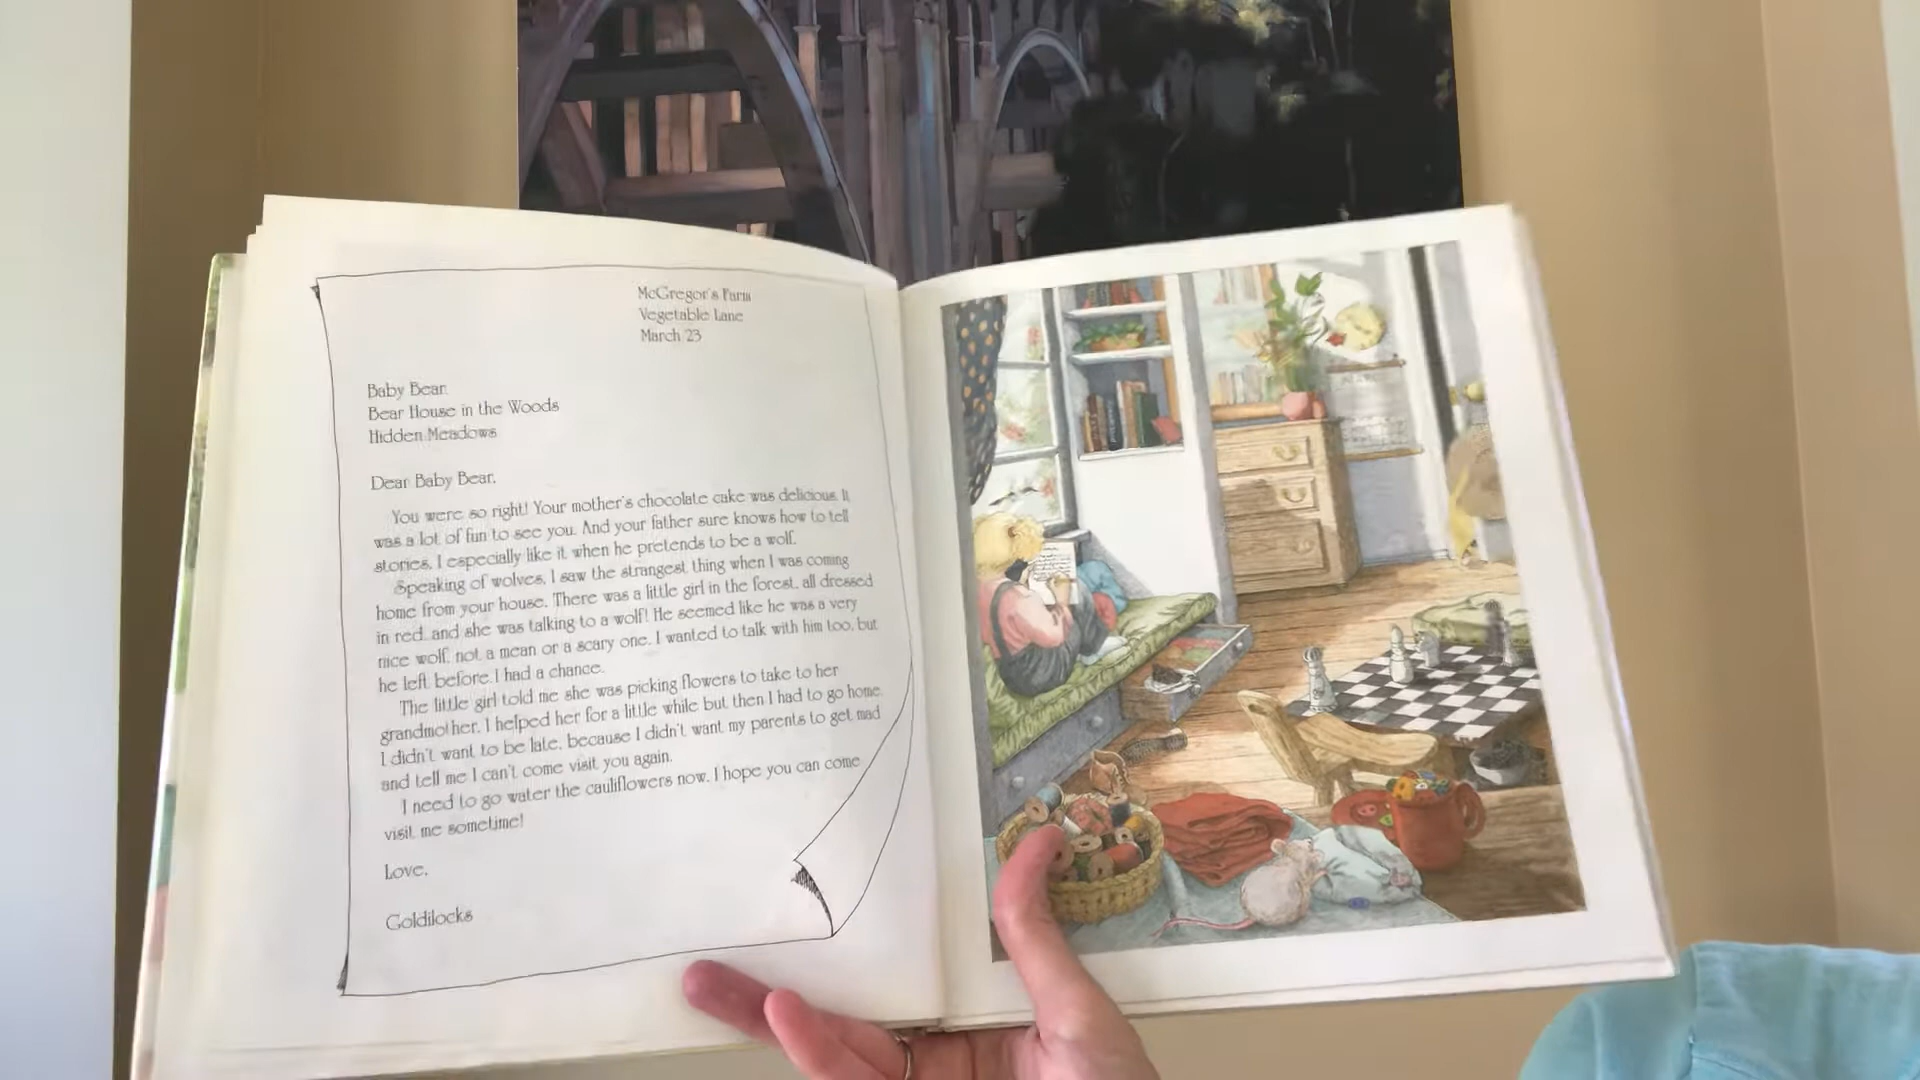 McGregor's Farm
Vegetable Lane
March 23
Baby Bear
Bear House in the Woods
Hidden Meadows
Dear Baby Bear,
You were so right! Your mother's chocolate cake was delicious. It
was a lot of fun to see you. And your father sure knows how to tell
stories. I especially like it when he pretends to be a wolf.
Speaking of wolves, I saw the strangest thing when I was coming
home from your house. There was a little girl in the forest, all dressed
in red, and she was talking to a wolf! He seemed like he was a very
nice wolf, not a mean or a scary one. I wanted to talk with him too, but
he left before I had a chance.
The little girl told me she was picking flowers to take to her
grandmother. I helped her for a little while but then I had to go home.
I didn't want to be late, because I didn't want my parents to get mad
and tell me I can't come visit you again.
I need to go water the cauliflowers now. I hope you can come
visit me sometime!
Love,
Goldilocks